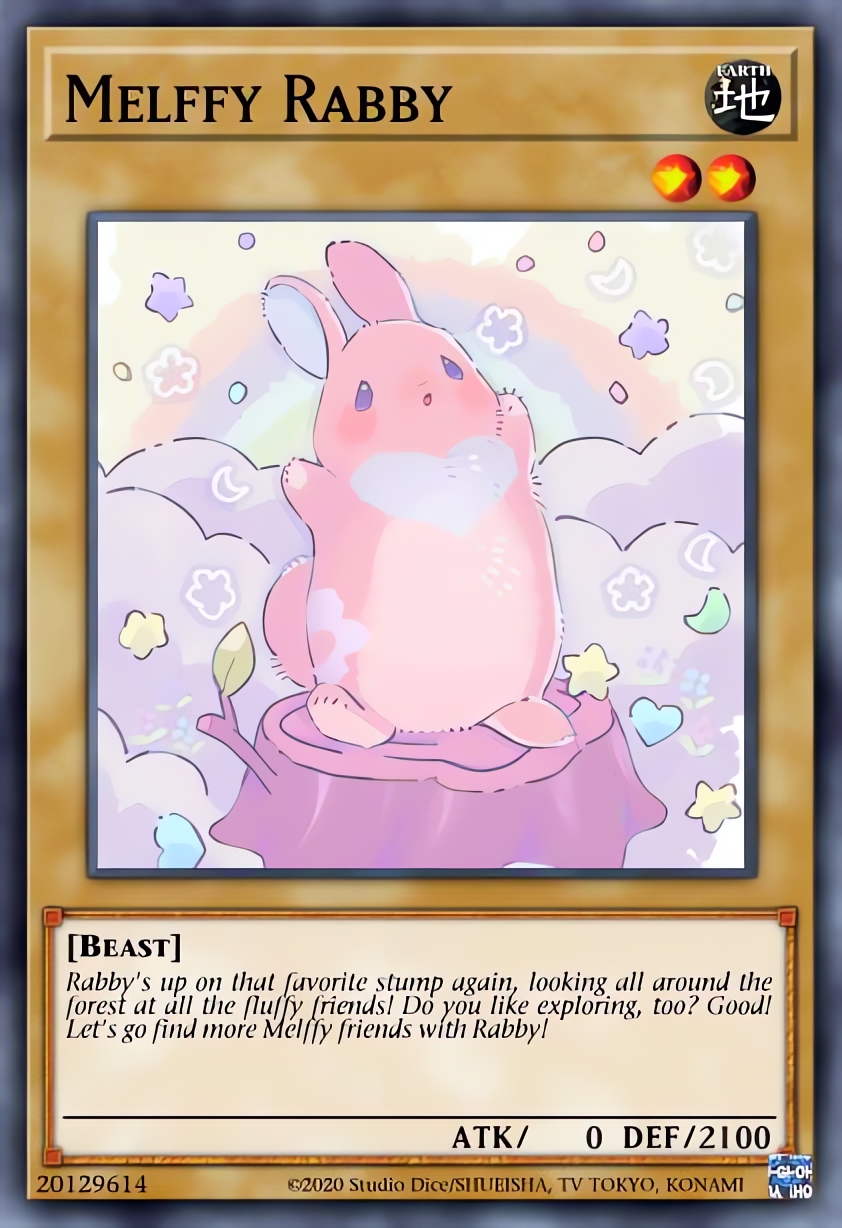 MELFFY RABBY
EARTH
地
[BEAST]
Rabby's up on that favorite stump again, looking all around the
forest at all the fluffy friends! Do you like exploring, too? Good!
Let's go find more Melffy friends with Rabby!
ATK/ 0 DEF/2100
20129614
©2020 Studio Dice/SHUEISHA, TV TOKYO, KONAMI